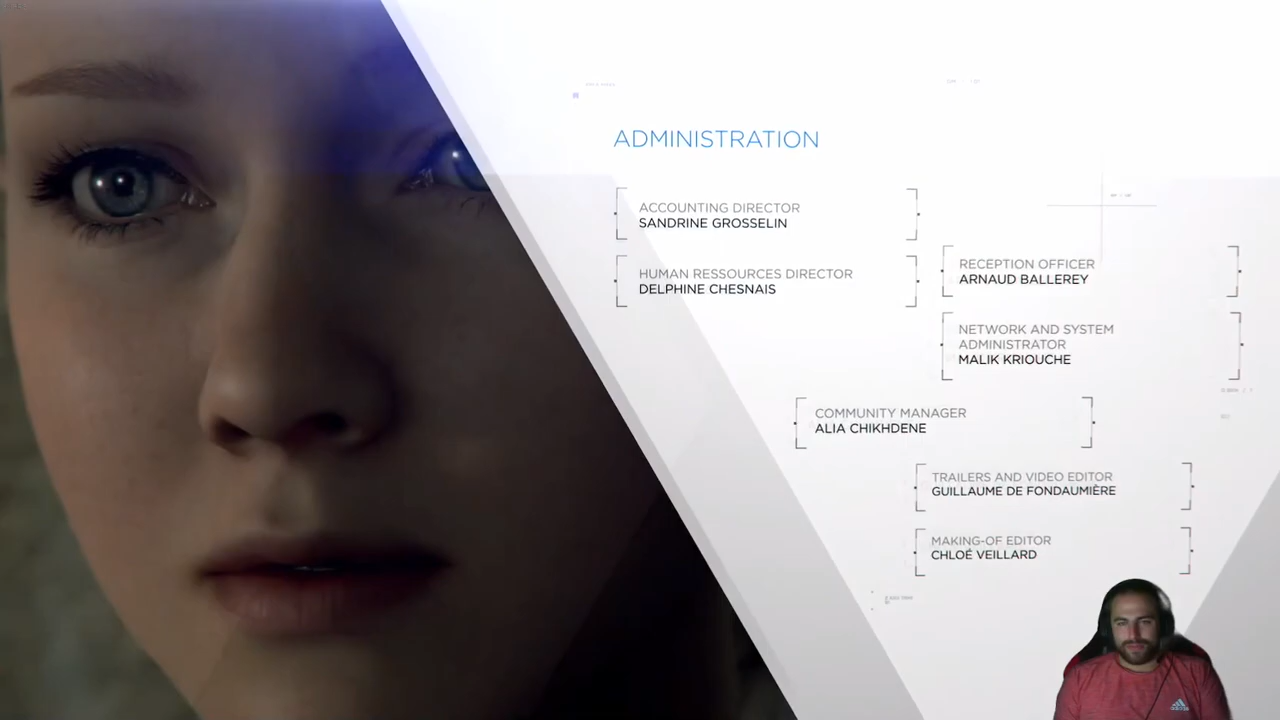 ADMINISTRATION
ACCOUNTING DIRECTOR
SANDRINE GROSSELIN
HUMAN RESSOURCES DIRECTOR
DELPHINE CHESNAIS
RECEPTION OFFICER
ARNAUD BALLEREY
NETWORK AND SYSTEM
ADMINISTRATOR
MALIK KRIOUCHE
COMMUNITY MANAGER
ALIA CHIKHDENE
TRAILERS AND VIDEO EDITOR
GUILLAUME DE FONDAUMIÈRE
MAKING-OF EDITOR
CHLOÉ VEILLARD
adidas